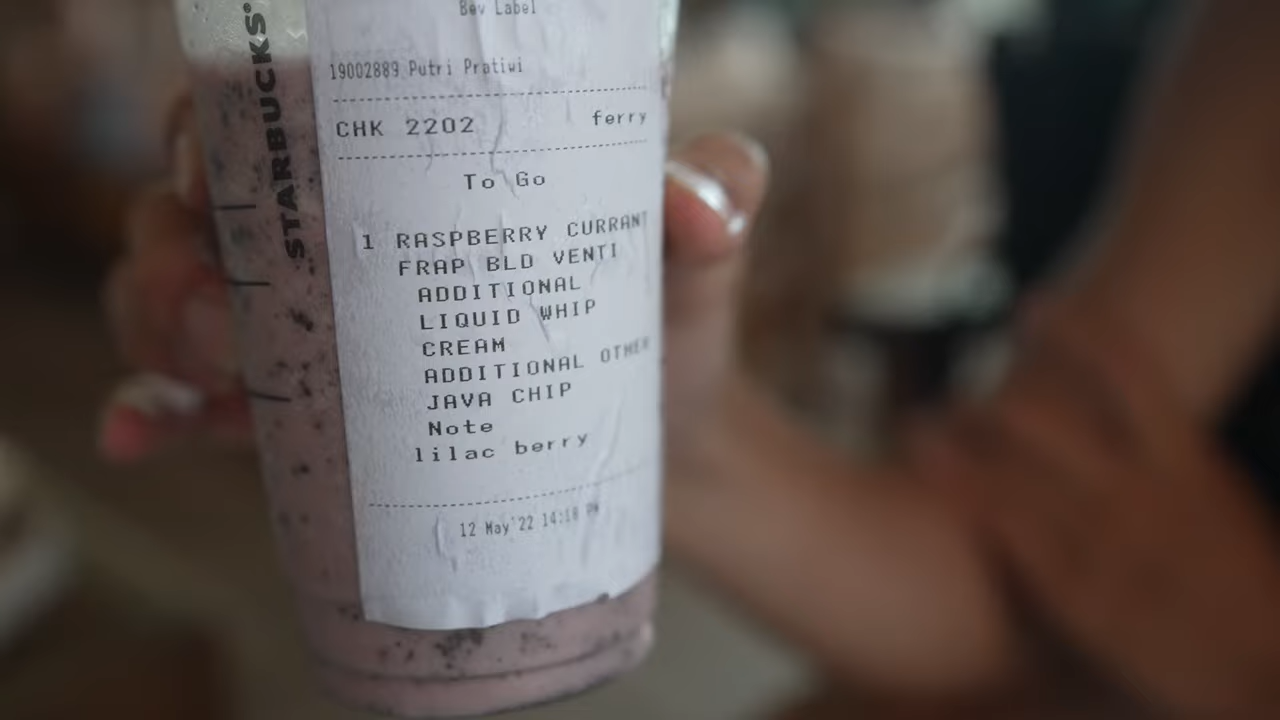 Bev Label
19002889 Putri Pratiwi
CHK 2202 ferry
To Go
1 RASPBERRY CURRANT
FRAP BLD VENTI
ADDITIONAL
LIQUID WHIP
CREAM
ADDITIONAL OTHER
JAVA CHIP
Note
lilac berry
12 May'22 14:18 PM
STARBUCKS